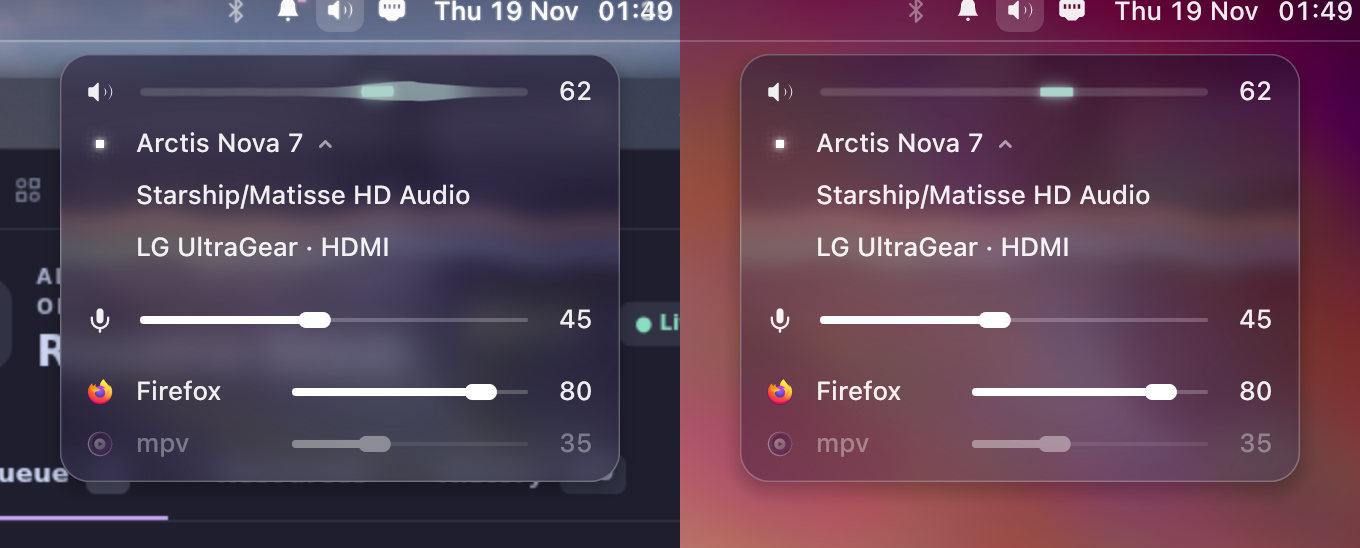 Thu 19 Nov 01:49
62
Arctis Nova 7
Starship/Matisse HD Audio
LG UltraGear · HDMI
45
Firefox 80
mpv 35
ueue
Thu 19 Nov 01:49
62
Arctis Nova 7
Starship/Matisse HD Audio
LG UltraGear · HDMI
45
Firefox 80
mpv 35